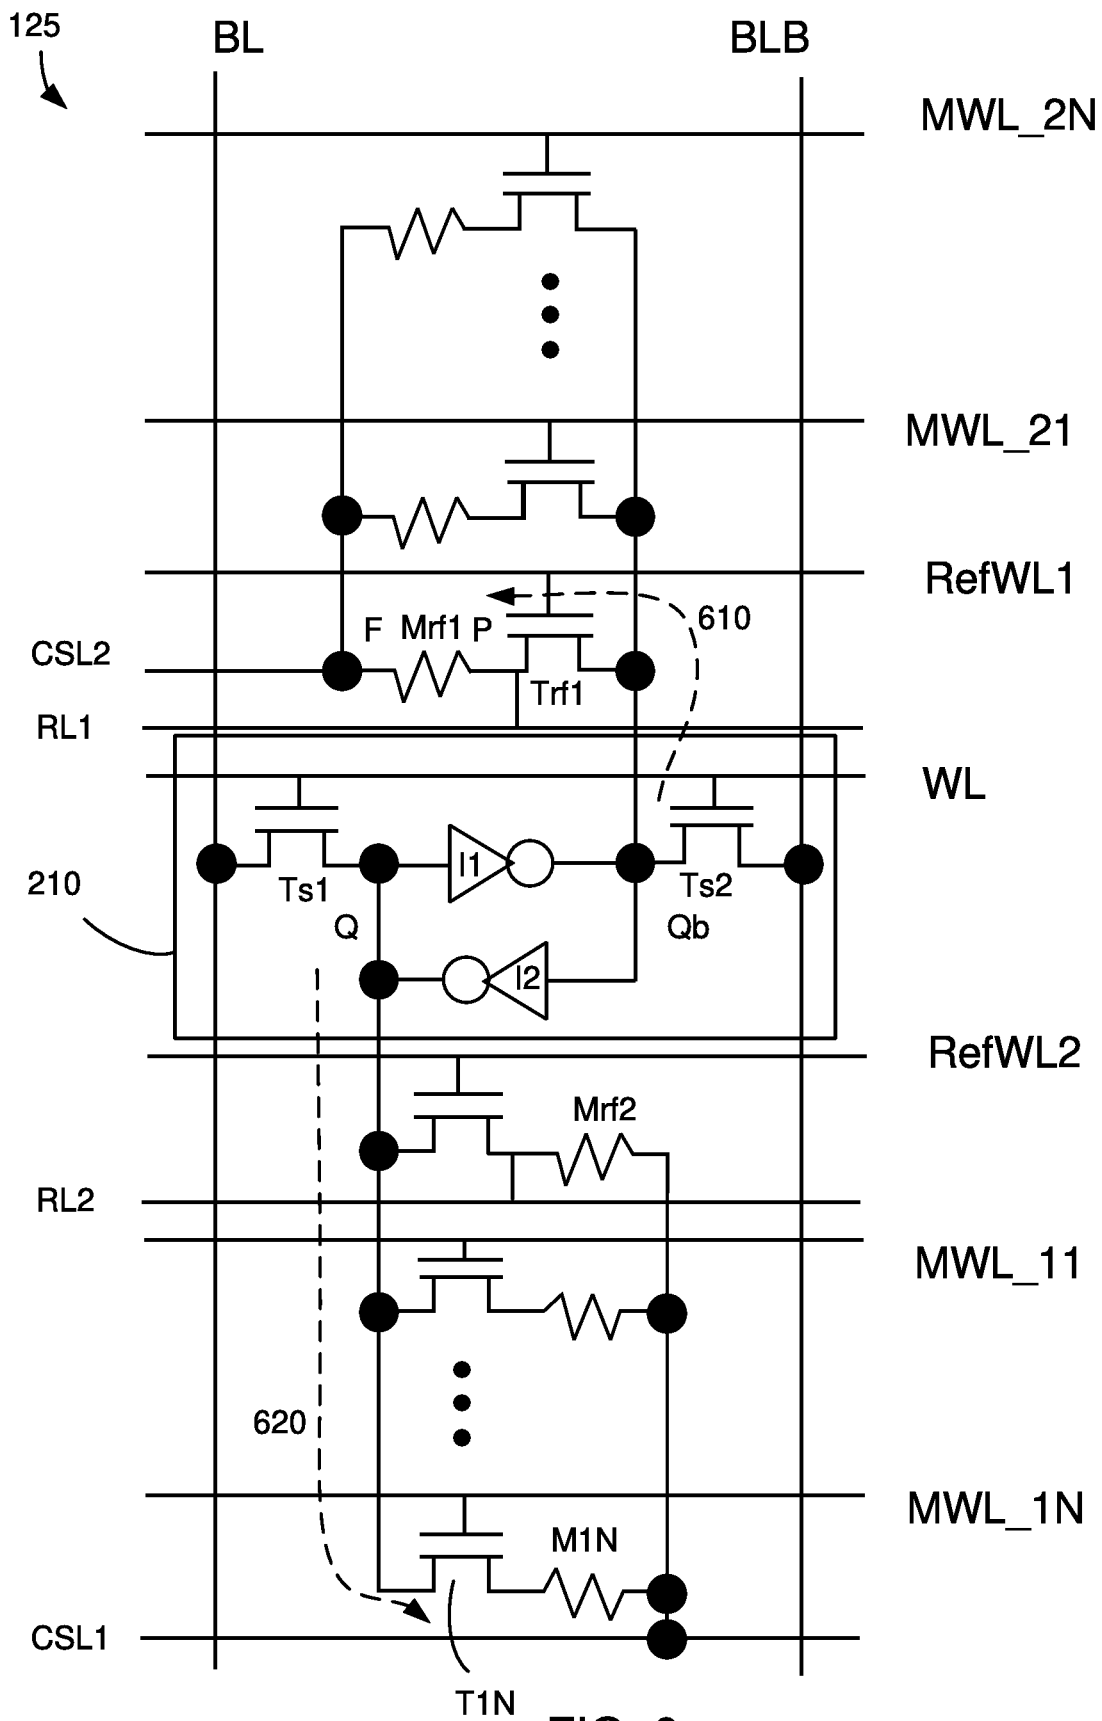 125
BL
BLB
MWL_2N
MWL_21
RefWL1
610
F Mrf1 P
CSL2
Trf1
RL1
WL
I1
210
Ts1
Ts2
Q
Qb
I2
RefWL2
Mrf2
RL2
MWL_11
620
MWL_1N
M1N
CSL1
T1N